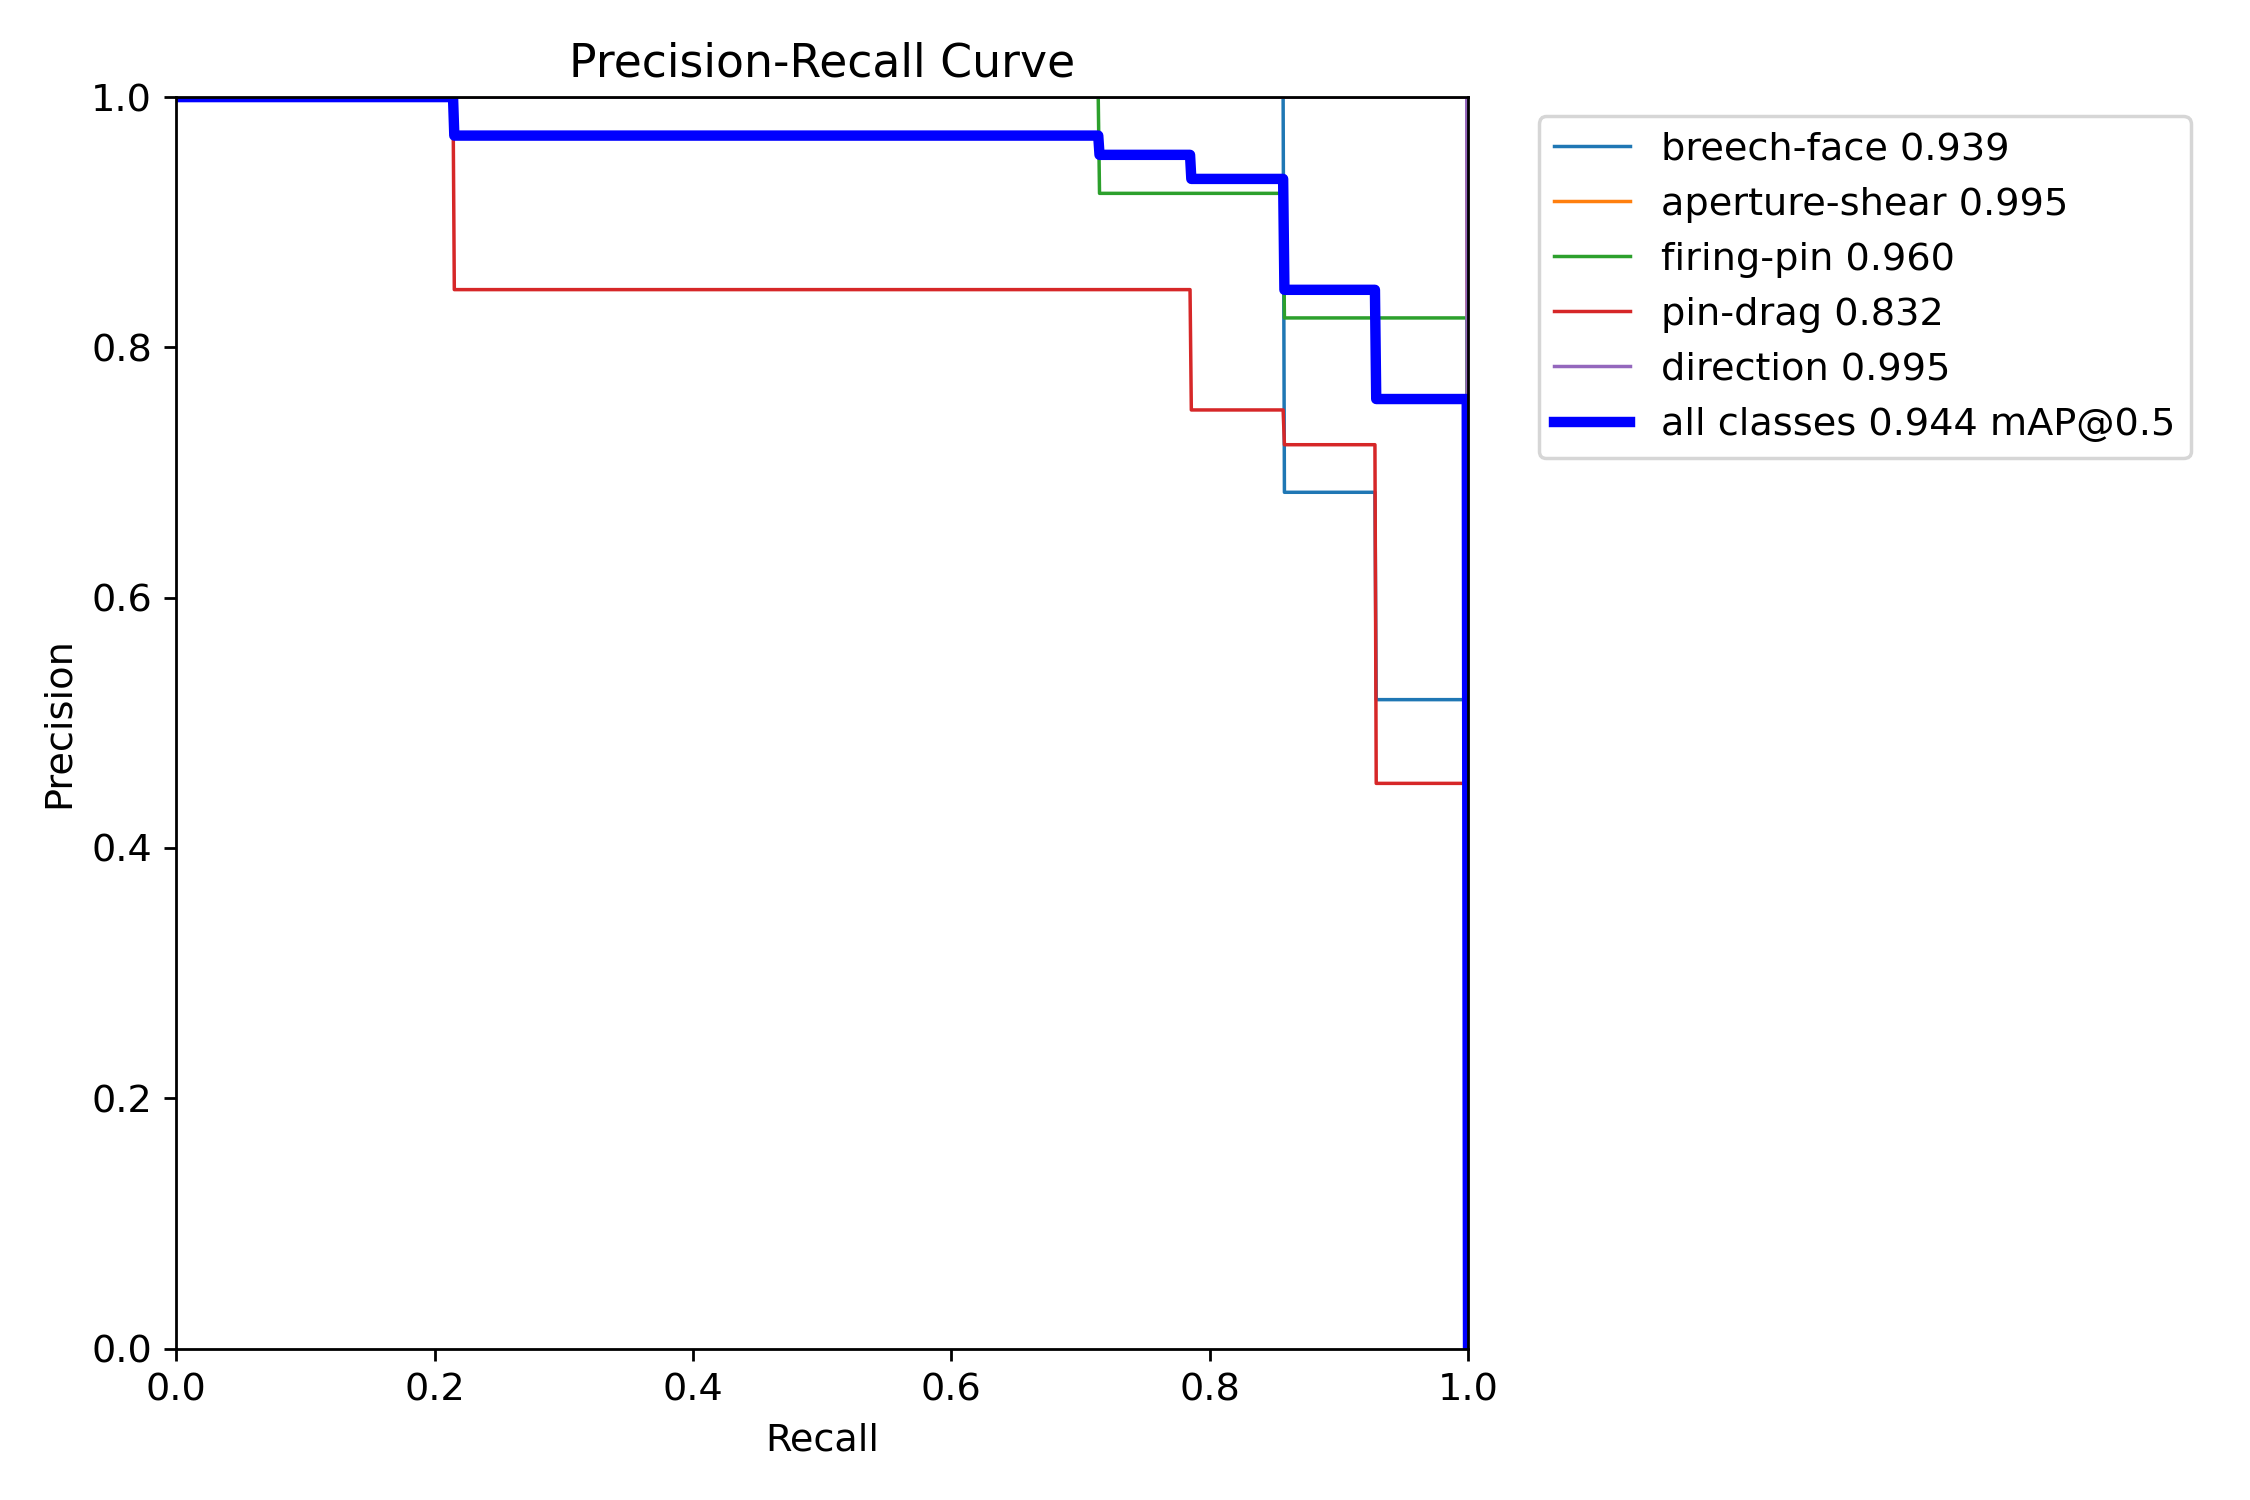 Precision-Recall Curve
1.0
0.8
0.6
0.4
0.2
0.0
Precision
0.0 0.2 0.4 0.6 0.8 1.0
Recall
breech-face 0.939
aperture-shear 0.995
firing-pin 0.960
pin-drag 0.832
direction 0.995
all classes 0.944 mAP@0.5